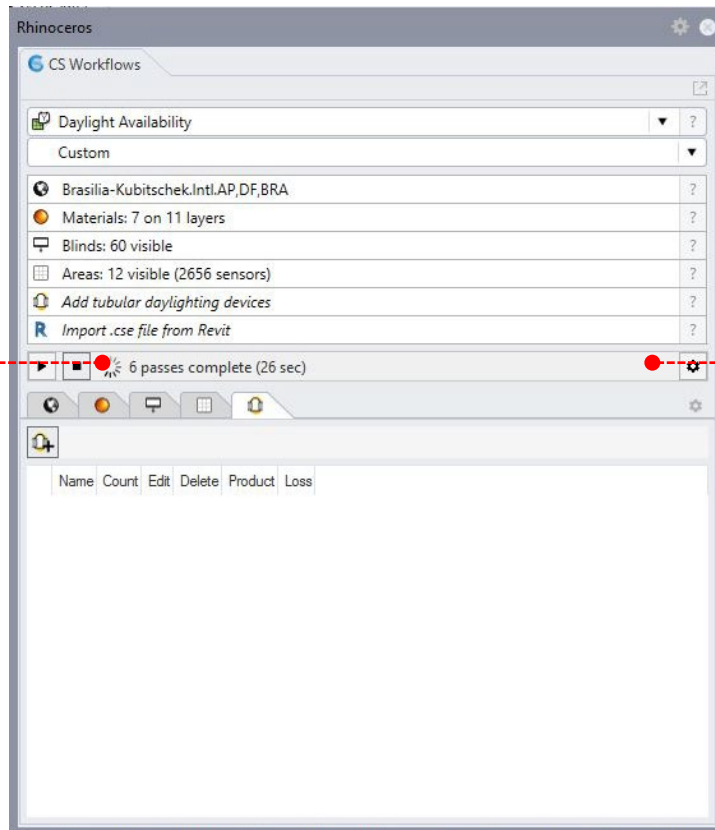 Rhinoceros
CS Workflows
Daylight Availability ?
Custom
Brasilia-Kubitschek.Intl.AP,DF,BRA ?
Materials: 7 on 11 layers ?
Blinds: 60 visible ?
Areas: 12 visible (2656 sensors) ?
Add tubular daylighting devices ?
R Import .cse file from Revit ?
6 passes complete (26 sec)
Name Count Edit Delete Product Loss